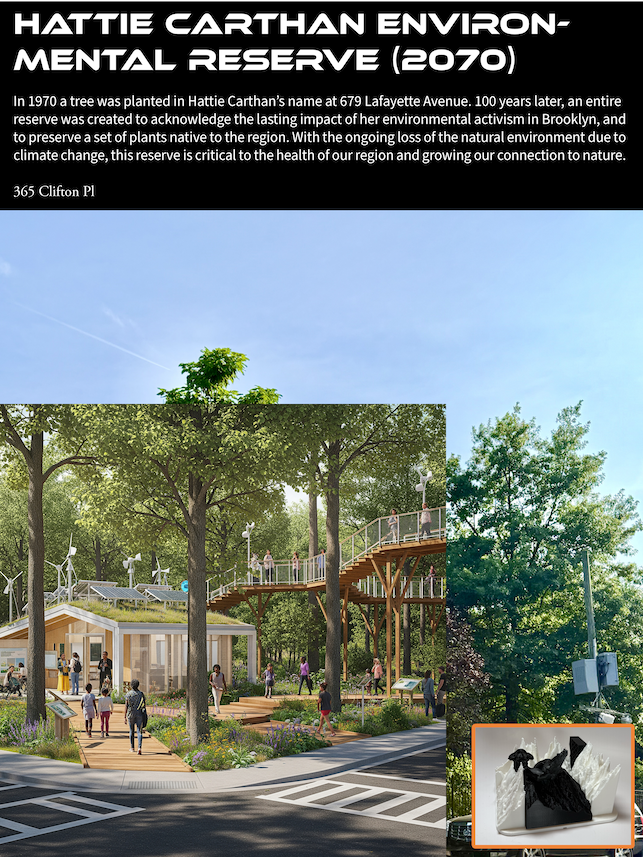 HATTIE CARTHAN ENVIRON-
MENTAL RESERVE (2070)
In 1970 a tree was planted in Hattie Carthan's name at 679 Lafayette Avenue. 100 years later, an entire
reserve was created to acknowledge the lasting impact of her environmental activism in Brooklyn, and
to preserve a set of plants native to the region. With the ongoing loss of the natural environment due to
climate change, this reserve is critical to the health of our region and growing our connection to nature.
365 Clifton Pl